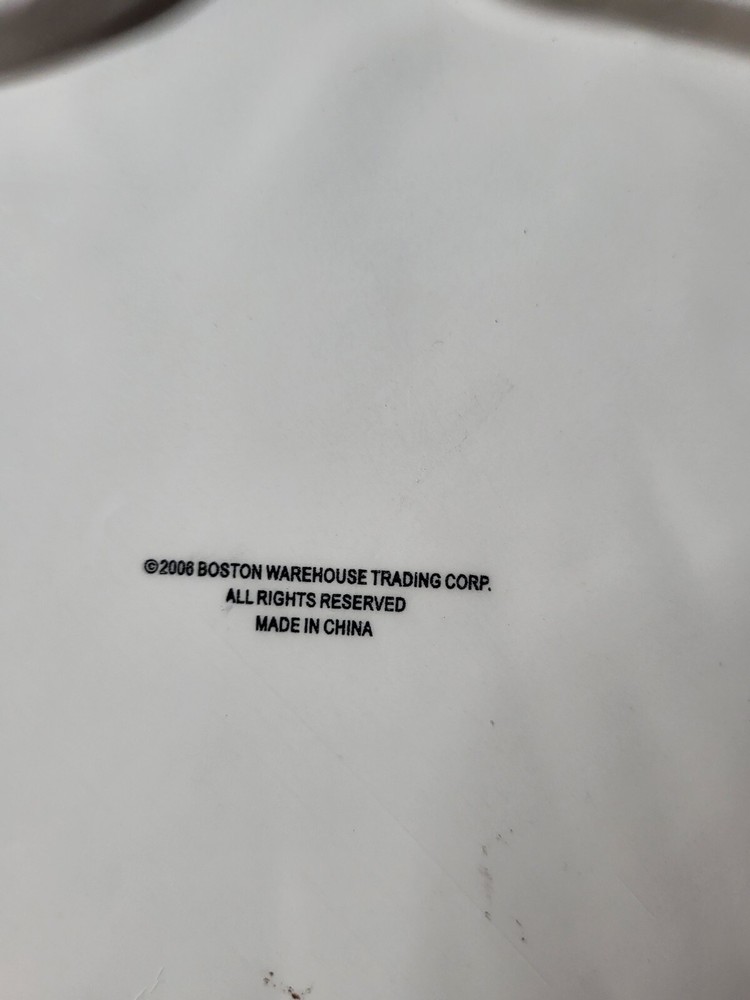 ©2006 BOSTON WAREHOUSE TRADING CORP.
ALL RIGHTS RESERVED
MADE IN CHINA